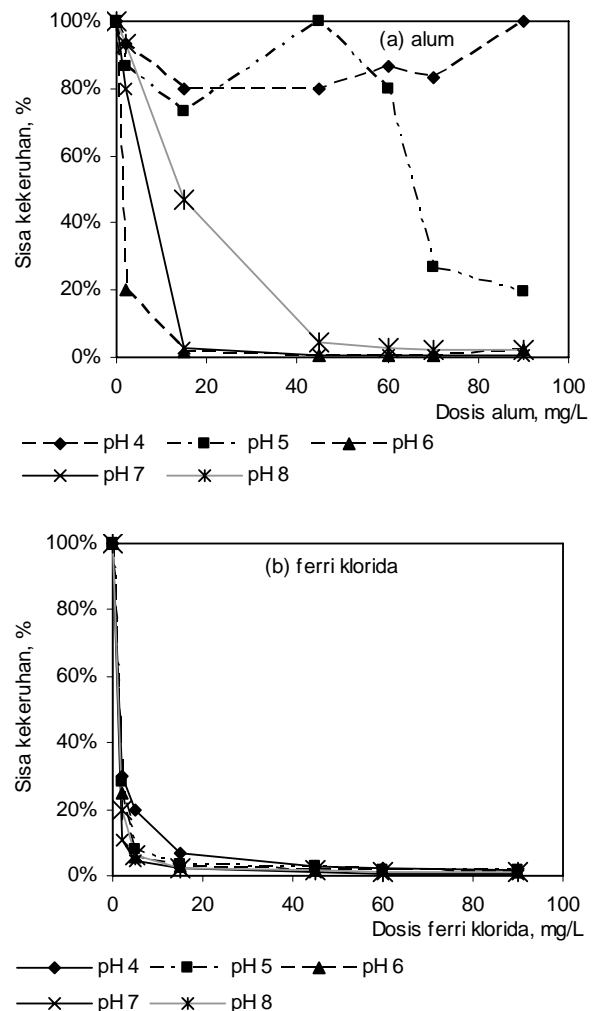 (a) alum
Sisa kekeruhan, %
100%
80%
60%
40%
20%
0%
0 20 40 60 80 100
Dosis alum, mg/L
pH 4 pH 5 pH 6
pH 7 pH 8
(b) ferri klorida
Sisa kekeruhan, %
100%
80%
60%
40%
20%
0%
0 20 40 60 80 100
Dosis ferri klorida, mg/L
pH 4 pH 5 pH 6
pH 7 pH 8